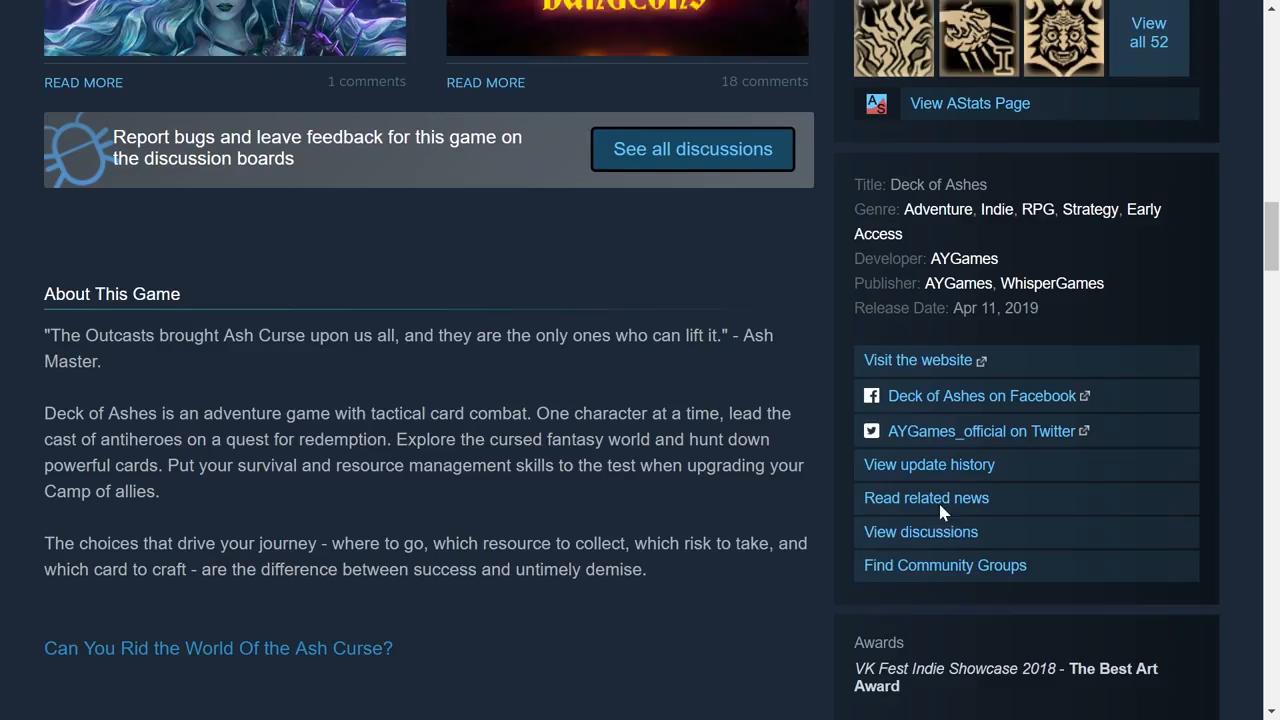 Dungeons
READ MORE
1 comments
READ MORE
18 comments
Report bugs and leave feedback for this game on
the discussion boards
See all discussions
About This Game
"The Outcasts brought Ash Curse upon us all, and they are the only ones who can lift it." - Ash
Master.
Deck of Ashes is an adventure game with tactical card combat. One character at a time, lead the
cast of antiheroes on a quest for redemption. Explore the cursed fantasy world and hunt down
powerful cards. Put your survival and resource management skills to the test when upgrading your
Camp of allies.
The choices that drive your journey - where to go, which resource to collect, which risk to take, and
which card to craft - are the difference between success and untimely demise.
Can You Rid the World Of the Ash Curse?
I
View
all 52
AS
View AStats Page
Title: Deck of Ashes
Genre: Adventure, Indie, RPG, Strategy, Early
Access
Developer: AYGames
Publisher: AYGames, WhisperGames
Release Date: Apr 11, 2019
Visit the website
Deck of Ashes on Facebook
AYGames_official on Twitter
View update history
Read related news
View discussions
Find Community Groups
Awards
VK Fest Indie Showcase 2018 - The Best Art
Award